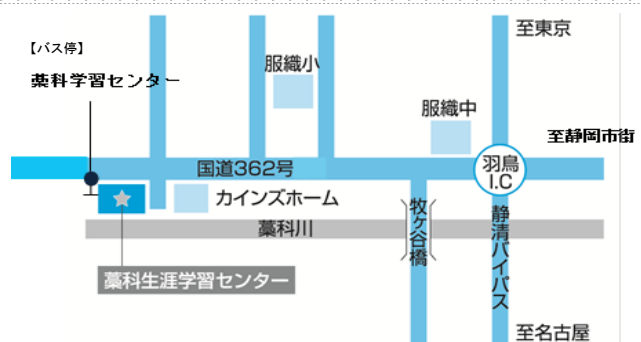 至東京
【バス停】
服織小
藁科学習センター
服織中
至静岡市街
国道362号
羽鳥
I.C
カインズホーム
牧ヶ谷橋
静清バイパス
藁科川
藁科生涯学習センター
至名古屋